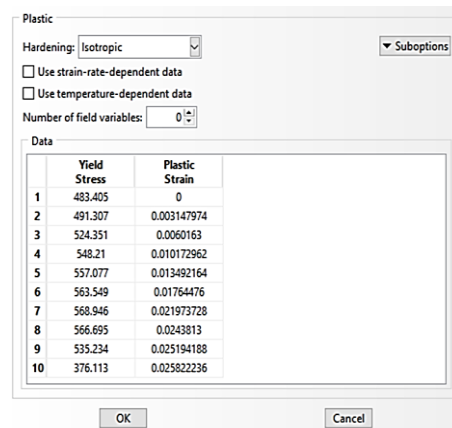 Plastic
Hardening: Isotropic
▼ Suboptions
Use strain-rate-dependent data
Use temperature-dependent data
Number of field variables: 0
Data
Yield Stress Plastic Strain
1 483.405 0
2 491.307 0.003147974
3 524.351 0.0060163
4 548.21 0.010172962
5 557.077 0.013492164
6 563.549 0.01764476
7 568.946 0.021973728
8 566.695 0.0243813
9 535.234 0.025194188
10 376.113 0.025822236
OK Cancel